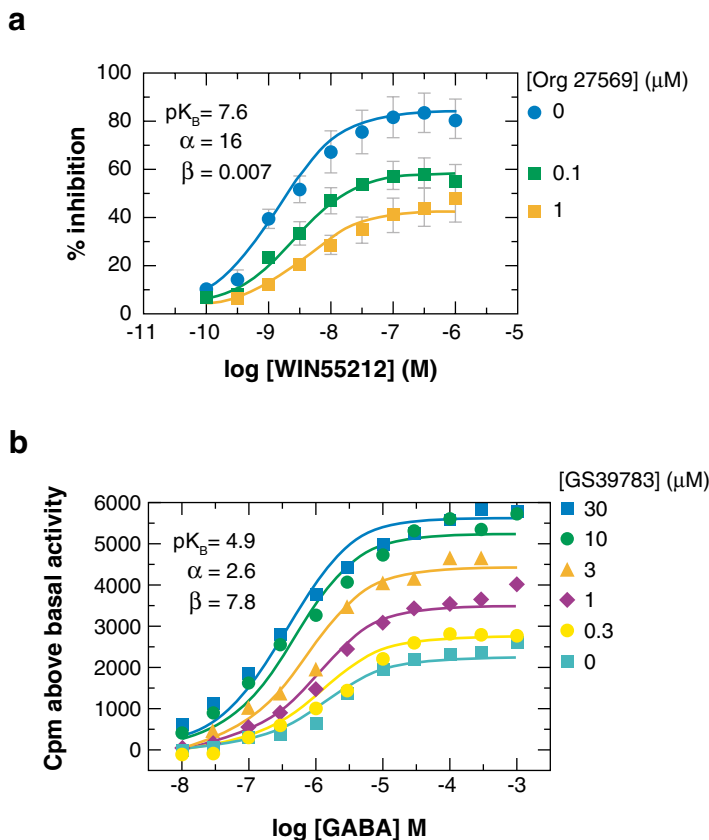 a
[Org 27569] (μM)
100
80
60
40
20
0
% inhibition
pK_B= 7.6
α = 16
β = 0.007
0
0.1
1
-11
-10
-9
-8
-7
-6
-5
log [WIN55212] (M)
b
[GS39783] (μM)
6000
5000
4000
3000
2000
1000
0
Cpm above basal activity
pK_B= 4.9
α = 2.6
β = 7.8
30
10
3
1
0.3
0
-8
-7
-6
-5
-4
-3
log [GABA] M